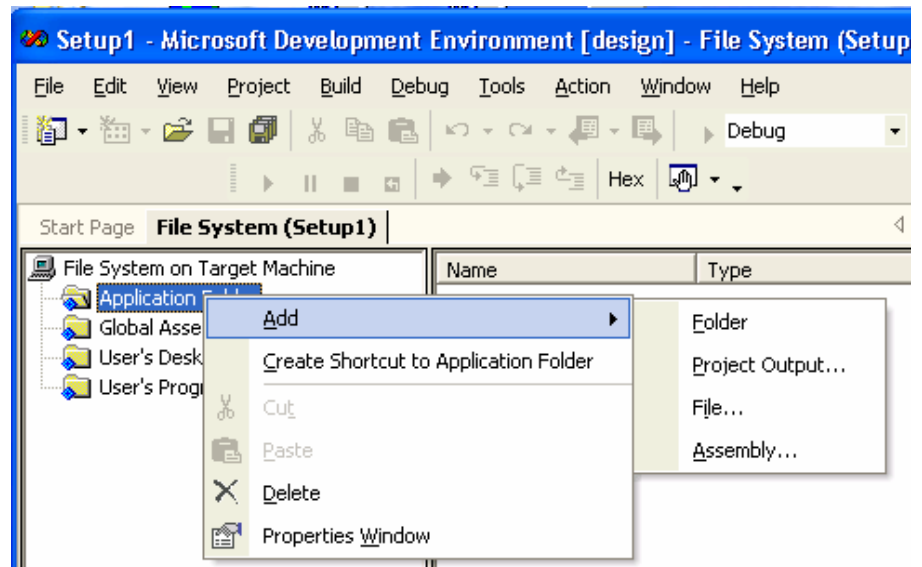 Setup1 - Microsoft Development Environment [design] - File System (Setup
File Edit View Project Build Debug Tools Action Window Help
Debug
Hex
Start Page File System (Setup1)
File System on Target Machine
Name Type
Application
Global Asse
User's Desk
User's Prog
Add
Create Shortcut to Application Folder
Cut
Paste
Delete
Properties Window
Folder
Project Output...
File...
Assembly...